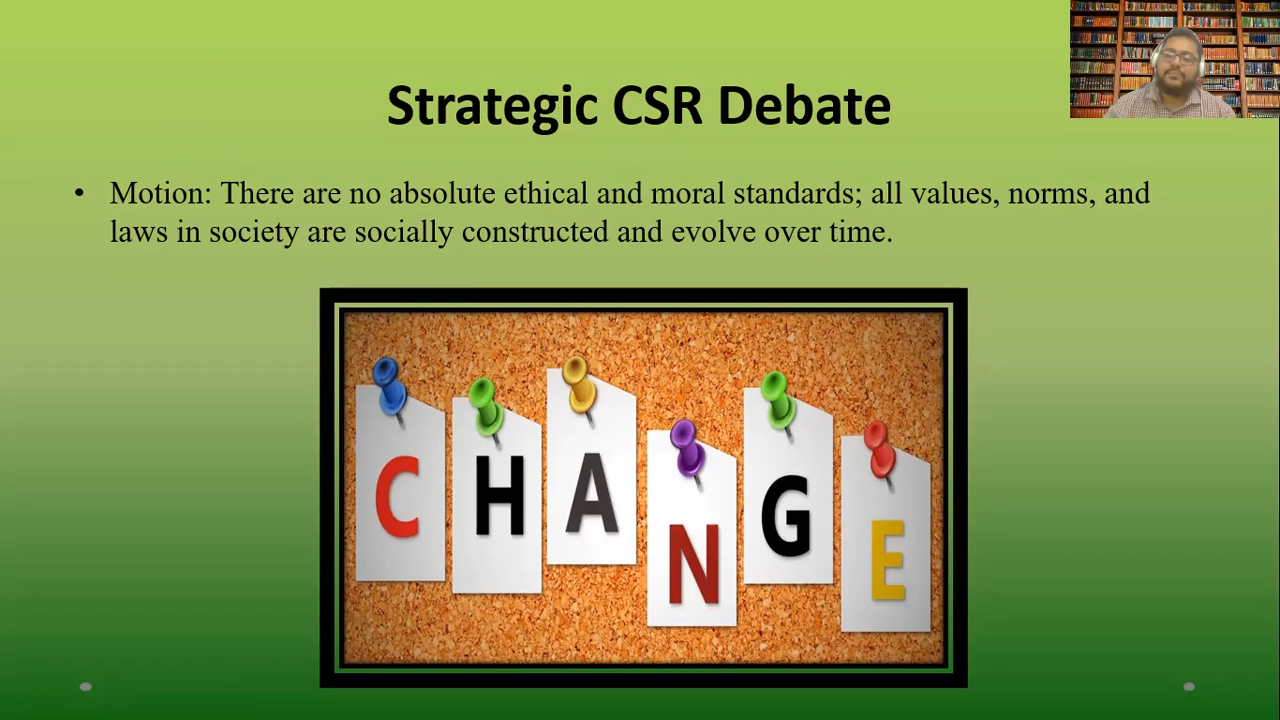 Strategic CSR Debate
• Motion: There are no absolute ethical and moral standards; all values, norms, and
laws in society are socially constructed and evolve over time.
CHANGE